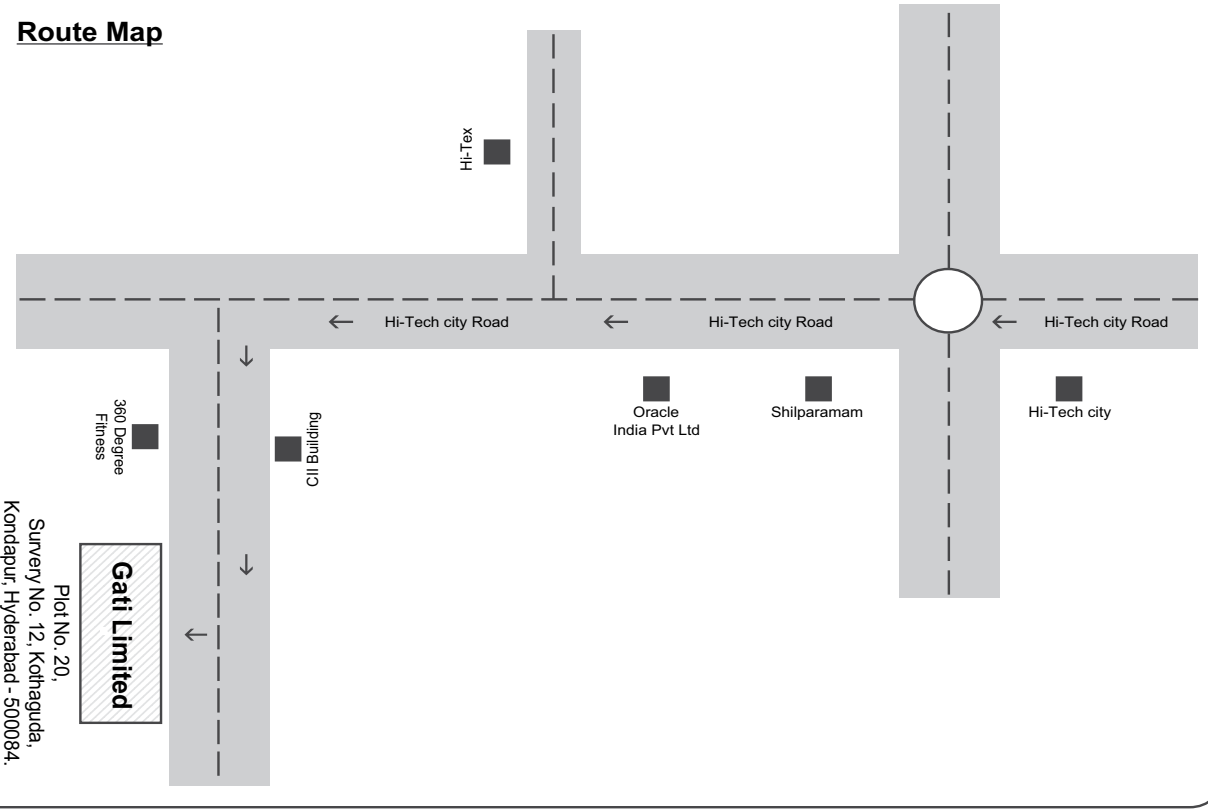 Route Map
Hi-Tex
Hi-Tech city Road
Hi-Tech city Road
Hi-Tech city Road
Oracle
India Pvt Ltd
Shilparamam
Hi-Tech city
360 Degree
Fitness
CII Building
Gati Limited
Plot No. 20,
Survery No. 12, Kothaguda,
Kondapur, Hyderabad - 500084.